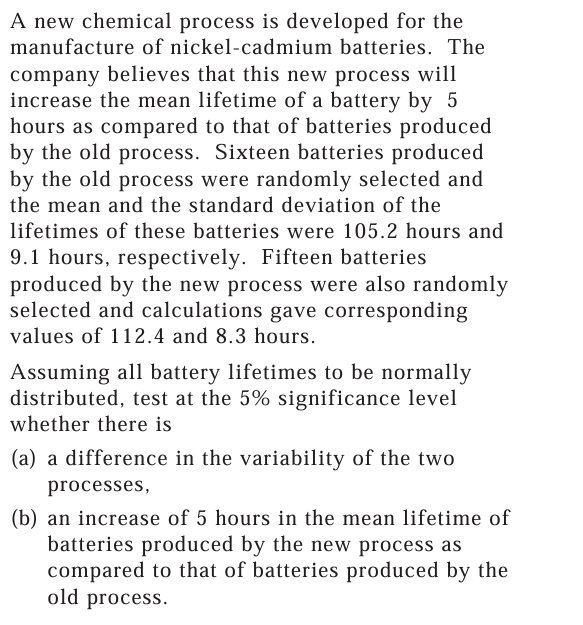 A new chemical process is developed for the
manufacture of nickel-cadmium batteries. The
company believes that this new process will
increase the mean lifetime of a battery by 5
hours as compared to that of batteries produced
by the old process. Sixteen batteries produced
by the old process were randomly selected and
the mean and the standard deviation of the
lifetimes of these batteries were 105.2 hours and
9.1 hours, respectively. Fifteen batteries
produced by the new process were also randomly
selected and calculations gave corresponding
values of 112.4 and 8.3 hours.
Assuming all battery lifetimes to be normally
distributed, test at the 5% significance level
whether there is
(a) a difference in the variability of the two
processes,
(b) an increase of 5 hours in the mean lifetime of
batteries produced by the new process as
compared to that of batteries produced by the
old process.